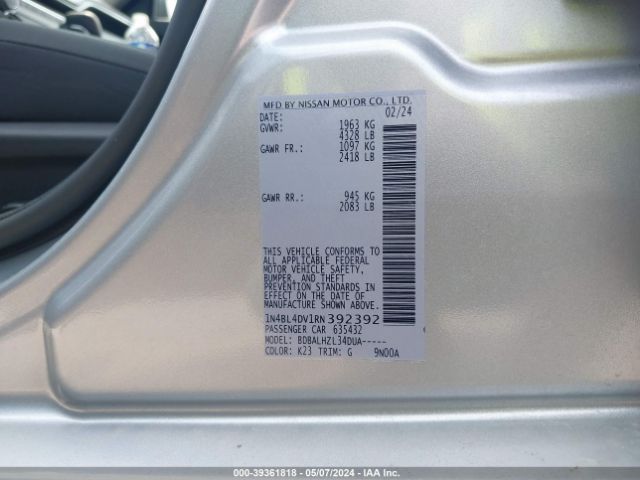 MFD BY NISSAN MOTOR CO., LTD.
DATE: 02/24
GVWR: 1963 KG
4328 LB
GAWR FR.: 1097 KG
2418 LB
GAWR RR.: 945 KG
2083 LB
THIS VEHICLE CONFORMS TO
ALL APPLICABLE FEDERAL
MOTOR VEHICLE SAFETY,
BUMPER, AND THEFT
PREVENTION STANDARDS IN
EFFECT ON THE DATE OF
MANUFACTURE SHOWN ABOVE.
1N4BL4DV1RN392392
PASSENGER CAR 635432
MODEL: BDBALHZL34DUA-----
COLOR: K23 TRIM: G 9N00A
000-39361818 - 05/07/2024 - © IAA Inc.